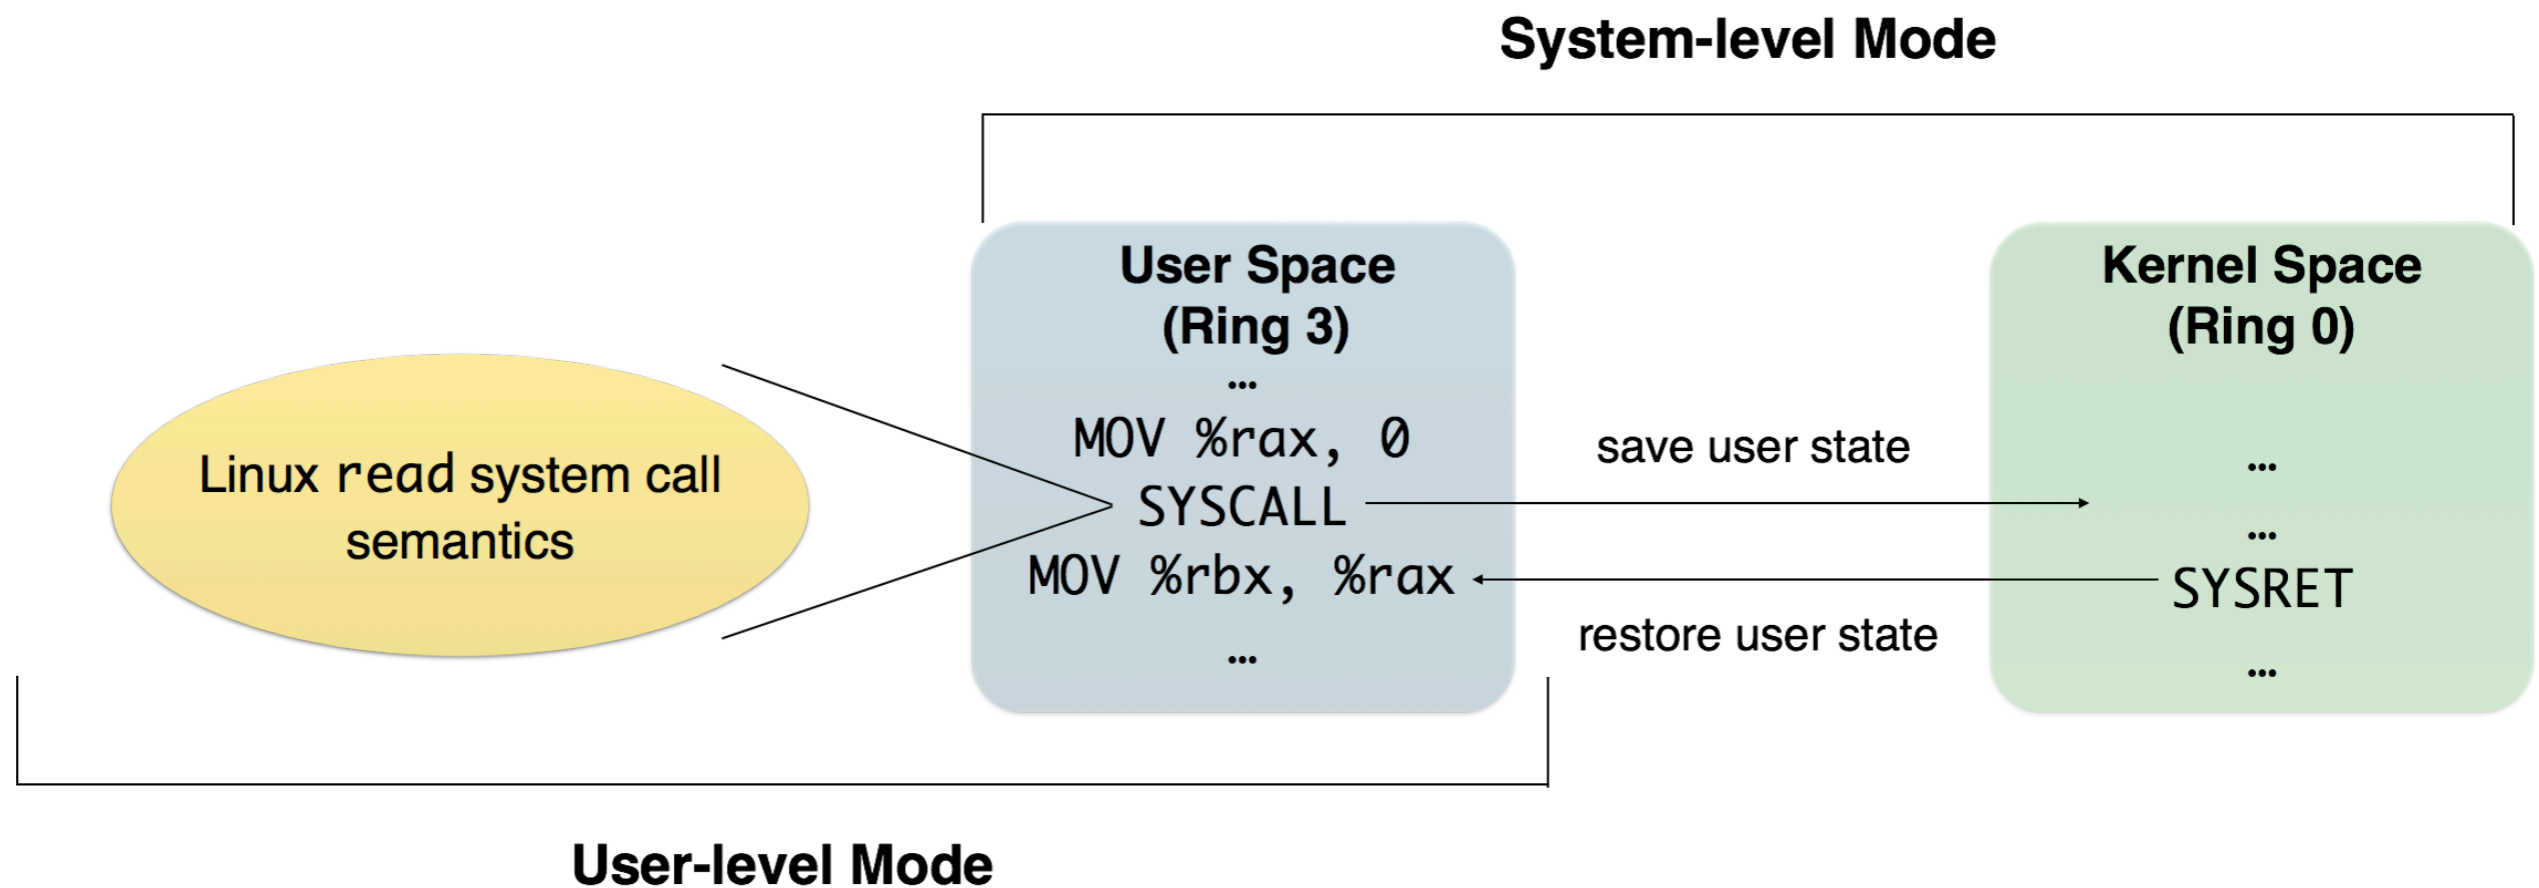 System-level Mode
User Space
(Ring 3)
…
MOV %rax, 0
SYSCALL
MOV %rbx, %rax
…
Kernel Space
(Ring 0)
…
…
SYSRET
…
save user state
restore user state
Linux read system call
semantics
User-level Mode